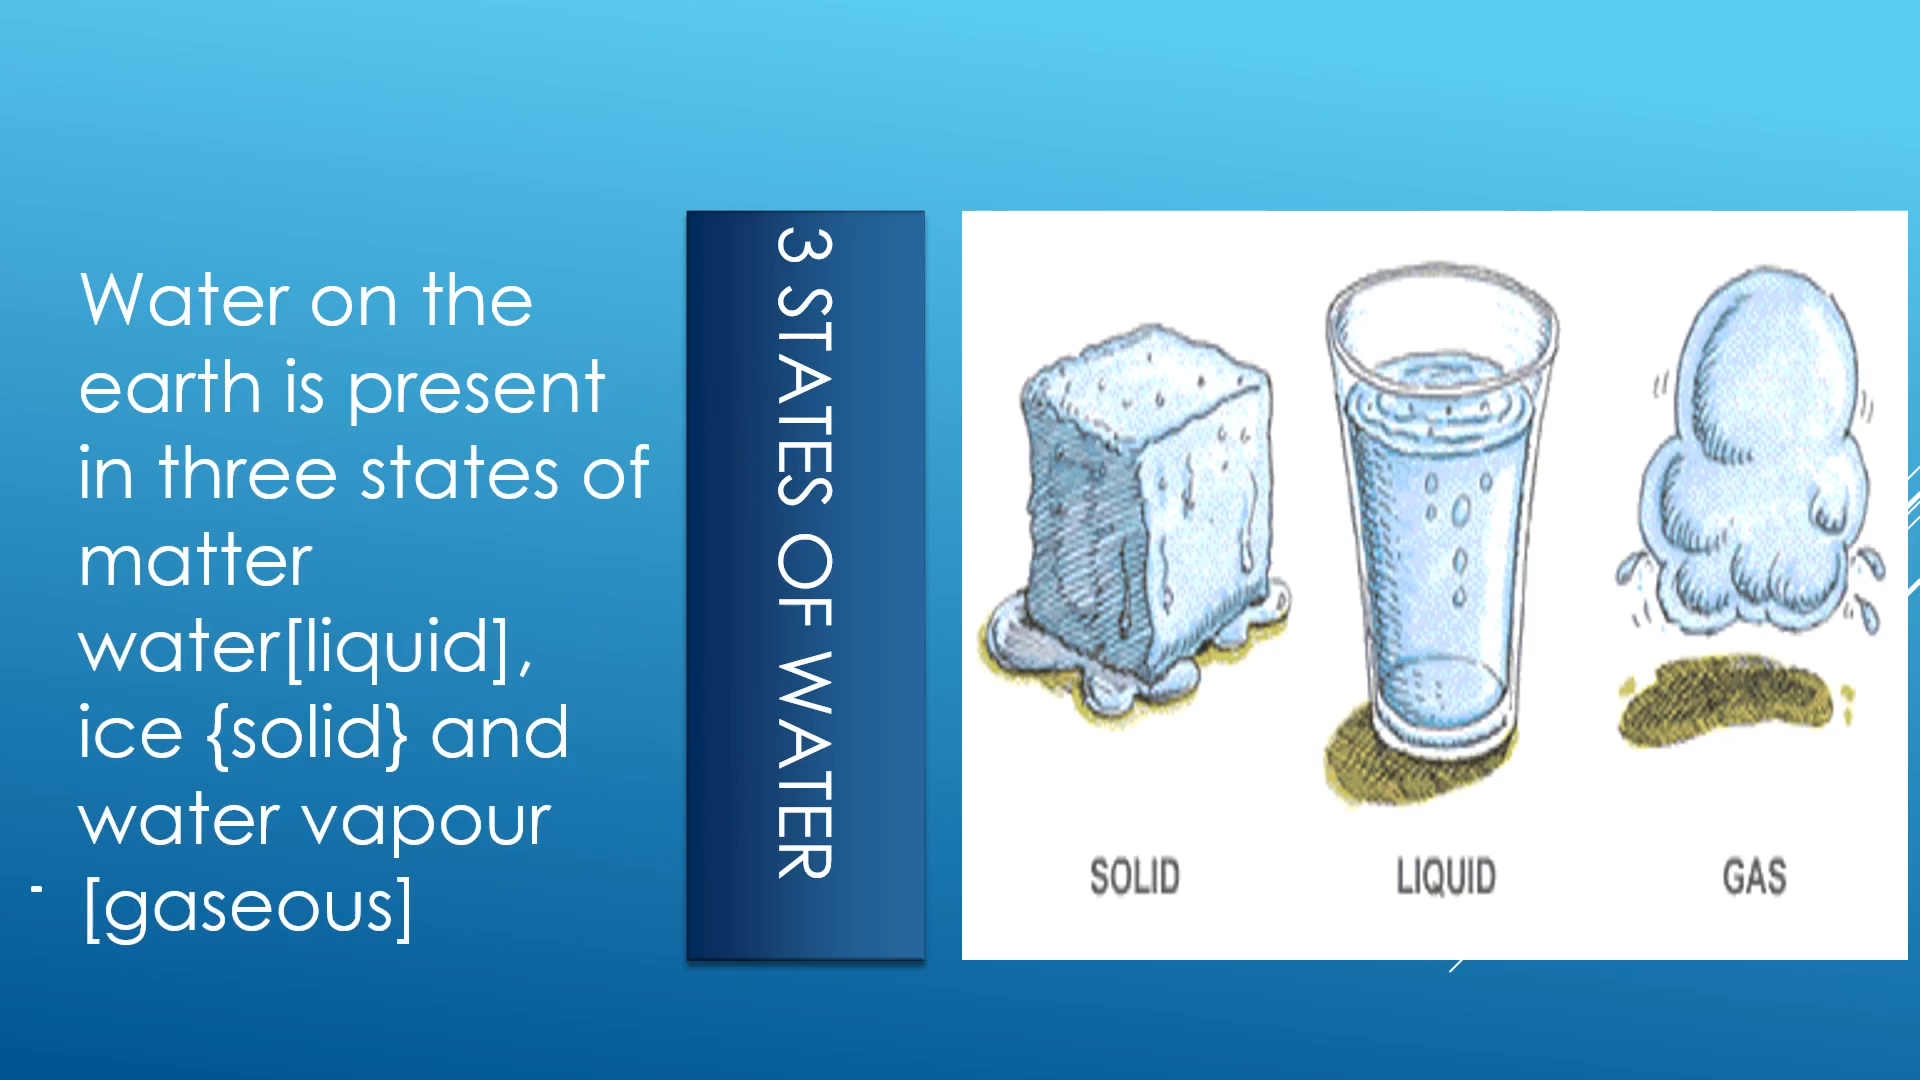 Water on the
earth is present
in three states of
matter
water[liquid],
ice {solid} and
water vapour
- [gaseous]
3 STATES OF WATER
SOLID
LIQUID
GAS